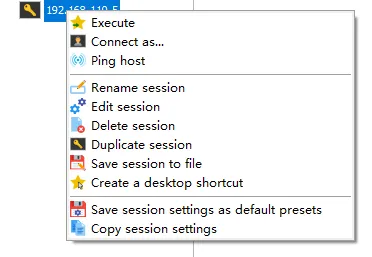 192.168.110.5
Execute
Connect as...
Ping host
Rename session
Edit session
Delete session
Duplicate session
Save session to file
Create a desktop shortcut
Save session settings as default presets
Copy session settings